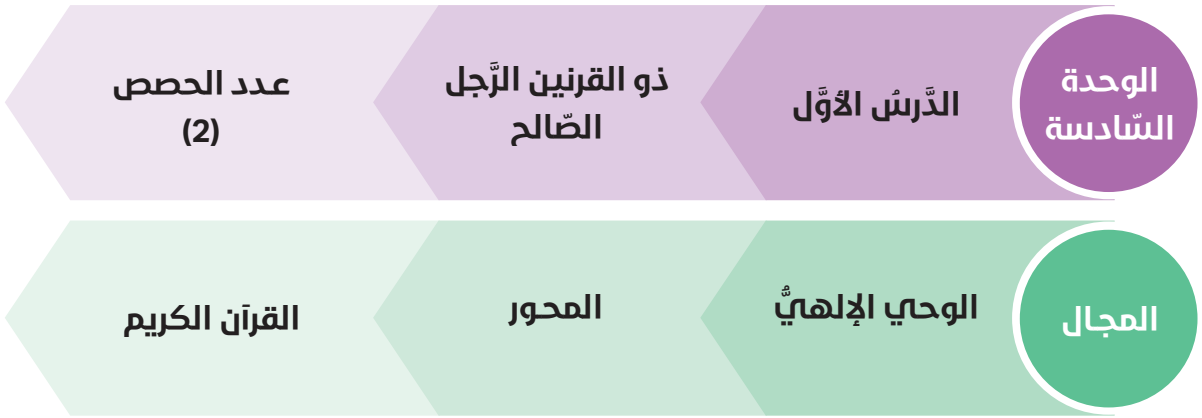 الوحدة
السّادسة
الدَّرسُ الأوَّل
ذو القرنين الرَّجل
الصّالح
عدد الحصص
(2)
المجال
الوحي الإلهيُّ
المحور
القرآن الكريم